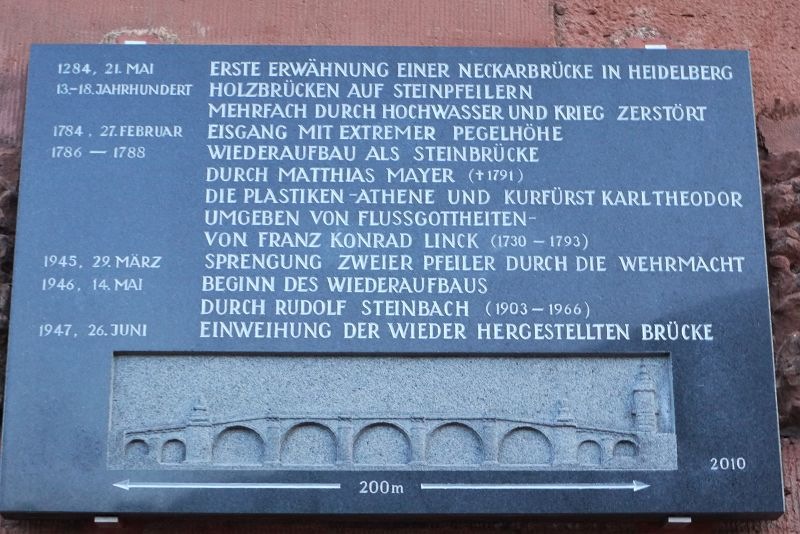 1284, 21. MAI ERSTE ERWÄHNUNG EINER NECKARBRÜCKE IN HEIDELBERG
13.-18. JAHRHUNDERT HOLZBRÜCKEN AUF STEINPFEILERN
MEHRFACH DURCH HOCHWASSER UND KRIEG ZERSTÖRT
1784, 27. FEBRUAR EISGANG MIT EXTREMER PEGELHÖHE
1786 – 1788 WIEDERAUFBAU ALS STEINBRÜCKE
DURCH MATTHIAS MAYER († 1791)
DIE PLASTIKEN - ATHENE UND KURFÜRST KARL THEODOR
UMGEBEN VON FLUSSGOTTHEITEN -
VON FRANZ KONRAD LINCK (1730 – 1793)
1945, 29. MÄRZ SPRENGUNG ZWEIER PFEILER DURCH DIE WEHRMACHT
1946, 14. MAI BEGINN DES WIEDERAUFBAUS
DURCH RUDOLF STEINBACH (1903 – 1966)
1947, 26. JUNI EINWEIHUNG DER WIEDER HERGESTELLTEN BRÜCKE
2010
200m